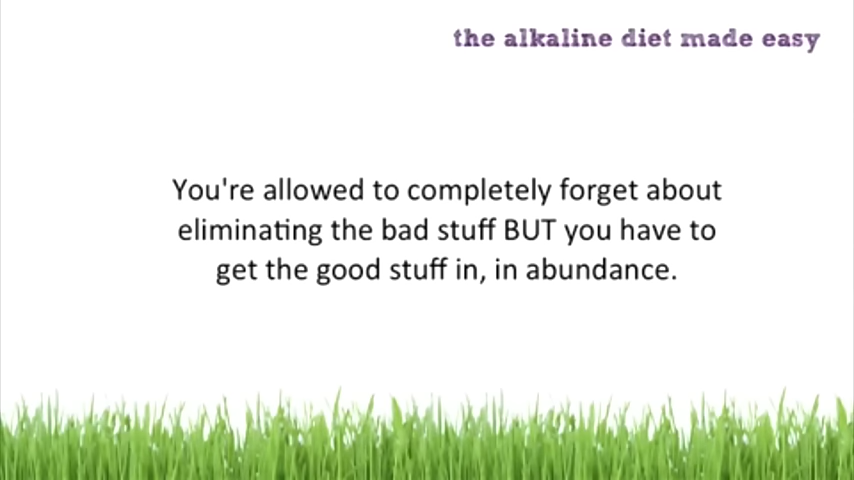 the alkaline diet made easy
You're allowed to completely forget about
eliminating the bad stuff BUT you have to
get the good stuff in, in abundance.